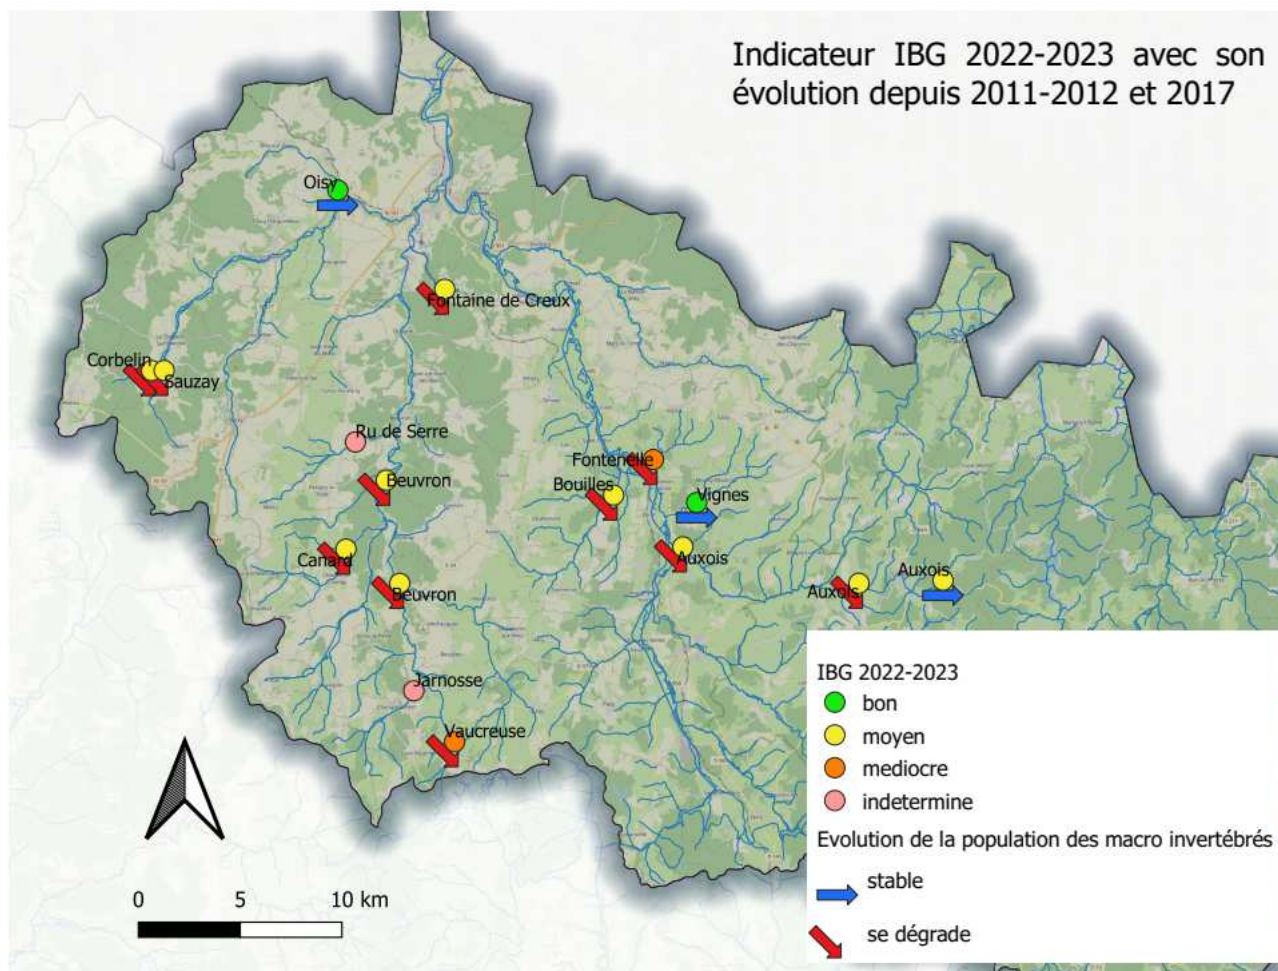 Indicateur IBG 2022-2023 avec son
évolution depuis 2011-2012 et 2017
Oisy
Fontaine de Creux
Corbelin
Sauzay
Ru de Serre
Beuvron
Fontenelle
Bouilles
Vignes
Canard
Auxois
Beuvron
Auxois
Auxois
Jarnosse
Vaucreuse
IBG 2022-2023
bon
moyen
mediocre
indetermine
Evolution de la population des macro invertébrés
stable
se dégrade
0 5 10 km